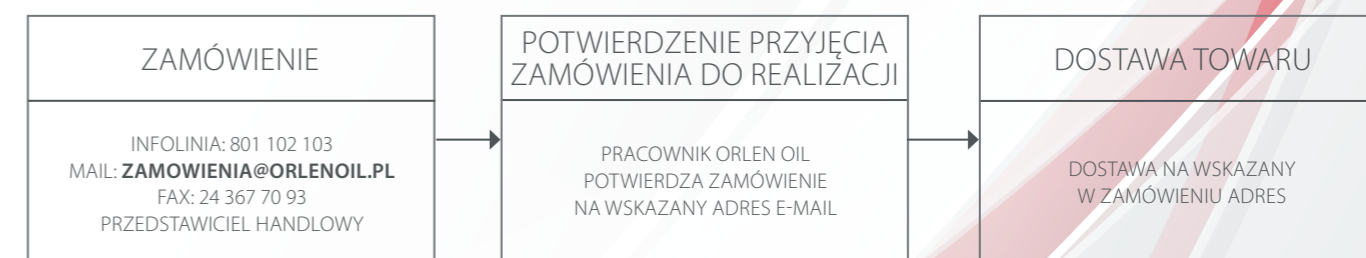 ZAMÓWIENIE
INFOLINIA: 801 102 103
MAIL: ZAMOWIENIA@ORLENOIL.PL
FAX: 24 367 70 93
PRZEDSTAWICIEL HANDLOWY
POTWIERDZENIE PRZYJĘCIA
ZAMÓWIENIA DO REALIZACJI
PRACOWNIK ORLEN OIL
POTWIERDZA ZAMÓWIENIE
NA WSKAZANY ADRES E-MAIL
DOSTAWA TOWARU
DOSTAWA NA WSKAZANY
W ZAMÓWIENIU ADRES